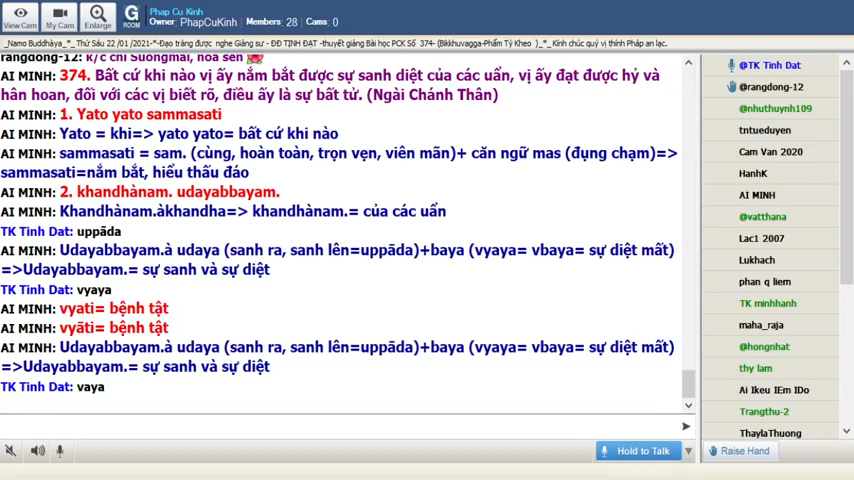 View Cam
My Cam
Enlarge
G
ROOM
Phap Cu Kinh
Owner: PhapCuKinh Members: 28 Cams: 0
_Namo Buddhàya_*_ Thứ Sáu 22 /01 /2021-*-Đạo tràng được nghe Giảng sư - ĐĐ TỊNH ĐẠT -thuyết giảng Bài học PCK Số 374- (Bikkhuvagga-Phẩm Tỳ Kheo )_*_ Kính chúc quý vị thính Pháp an lạc.
rangdong-12: k/c chi Suongmai, hoa sen
AI MINH: 374. Bất cứ khi nào vị ấy nắm bắt được sự sanh diệt của các uẩn, vị ấy đạt được hỷ và
hân hoan, đối với các vị biết rõ, điều ấy là sự bất tử. (Ngài Chánh Thân)
AI MINH: 1. Yato yato sammasati
AI MINH: Yato = khi=> yato yato= bất cứ khi nào
AI MINH: sammasati = sam. (cùng, hoàn toàn, trọn vẹn, viên mãn)+ căn ngữ mas (đụng chạm)=>
sammasati=nắm bắt, hiểu thấu đáo
AI MINH: 2. khandhànam. udayabbayam.
AI MINH: Khandhànam.àkhandha=> khandhànam.= của các uẩn
TK Tinh Dat: uppāda
AI MINH: Udayabbayam.à udaya (sanh ra, sanh lên=uppāda)+baya (vyaya= vbaya= sự diệt mất)
=>Udayabbayam.= sự sanh và sự diệt
TK Tinh Dat: vyaya
AI MINH: vyati= bệnh tật
AI MINH: vyāti= bệnh tật
AI MINH: Udayabbayam.à udaya (sanh ra, sanh lên=uppāda)+baya (vyaya= vbaya= sự diệt mất)
=>Udayabbayam.= sự sanh và sự diệt
TK Tinh Dat: vaya
Hold to Talk
@TK Tinh Dat
@rangdong-12
@nhuthuynh109
tntueduyen
Cam Van 2020
HanhK
AI MINH
@vatthana
Lac1 2007
Lukhach
phan q liem
TK minhhanh
maha_raja
@hongnhat
thy lam
Ai lkeu IEm IDo
Trangthu-2
ThaylaThuong
Raise Hand